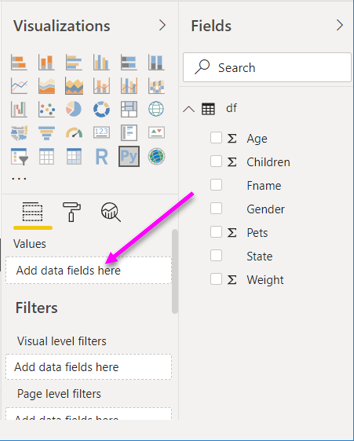 Visualizations
R
Py
123
...
Values
Add data fields here
Filters
Visual level filters
Add data fields here
Page level filters
Add data fields here
Fields
Search
df
Σ Age
Σ Children
Fname
Gender
Σ Pets
State
Σ Weight